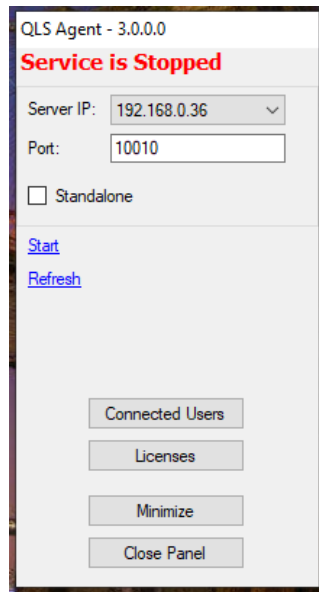 QLS Agent - 3.0.0.0
Service is Stopped
Server IP: 192.168.0.36
Port: 10010
Standalone
Start
Refresh
Connected Users
Licenses
Minimize
Close Panel